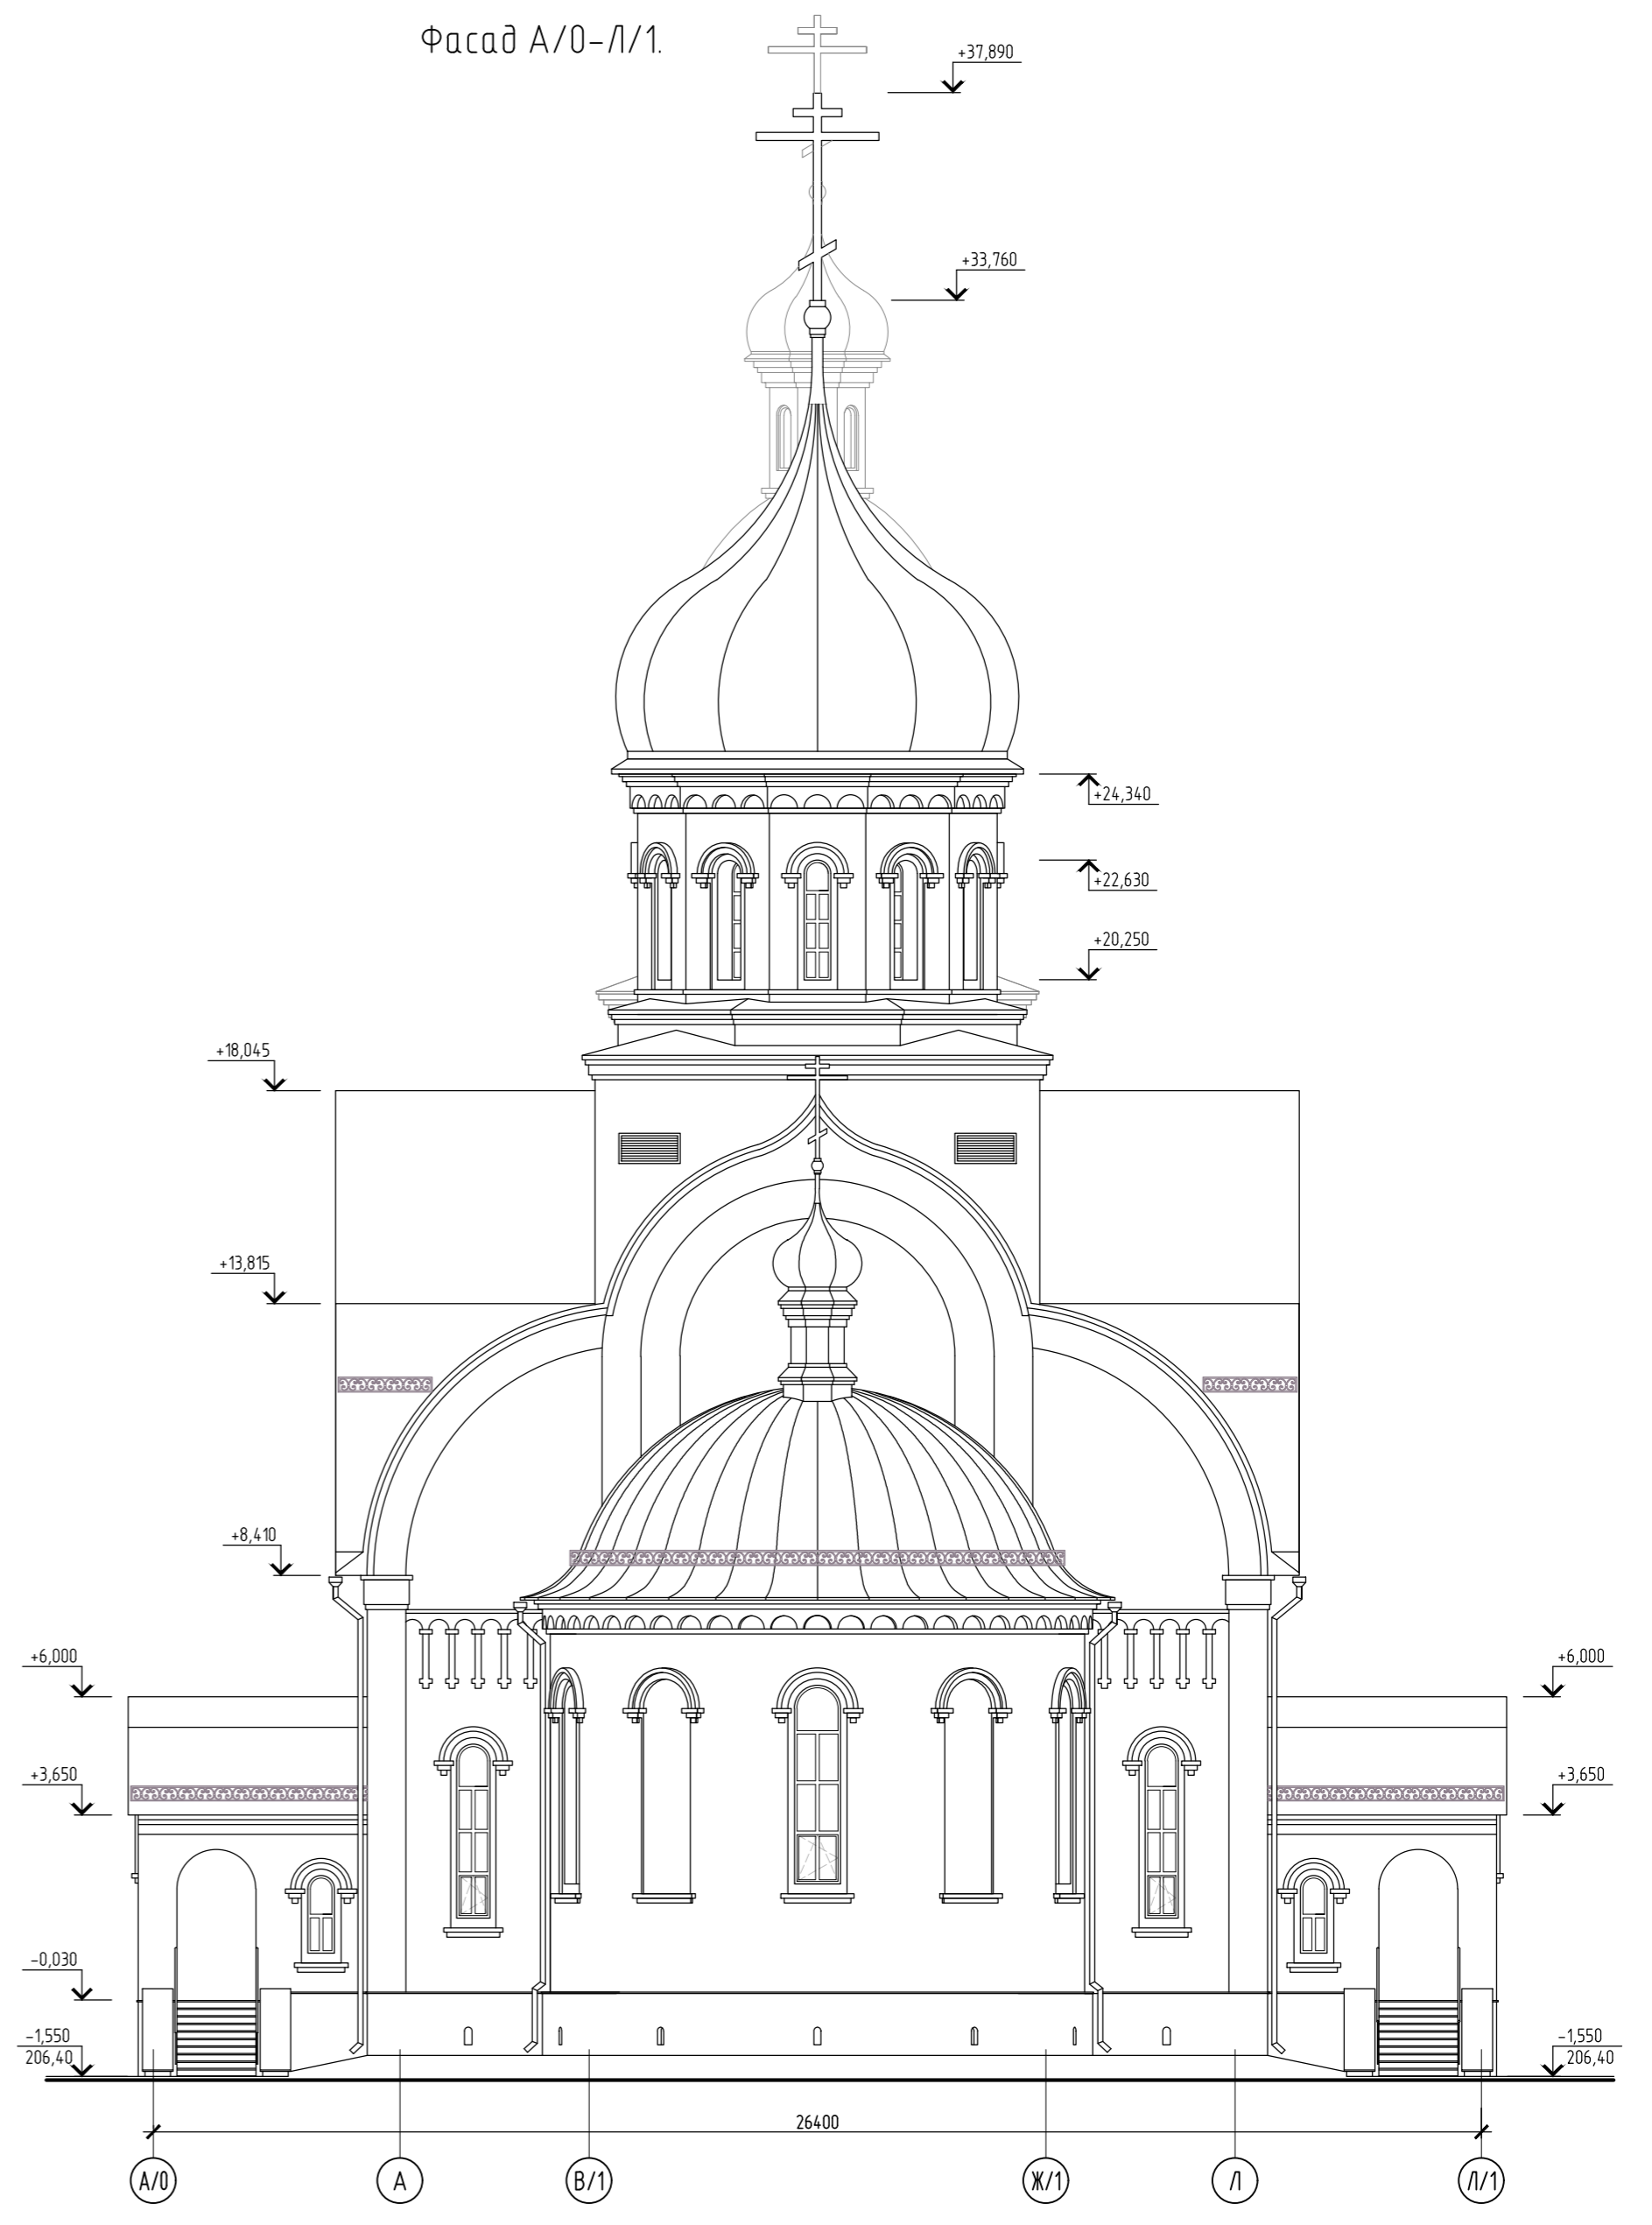 Фасад А/0-Л/1.
+37,890
+33,760
+24,340
+22,630
+20,250
+18,045
+13,815
+8,410
+6,000
+6,000
+3,650
+3,650
-0,030
-1,550
206,40
-1,550
206,40
26400
А/0
А
В/1
Ж/1
Л
Л/1